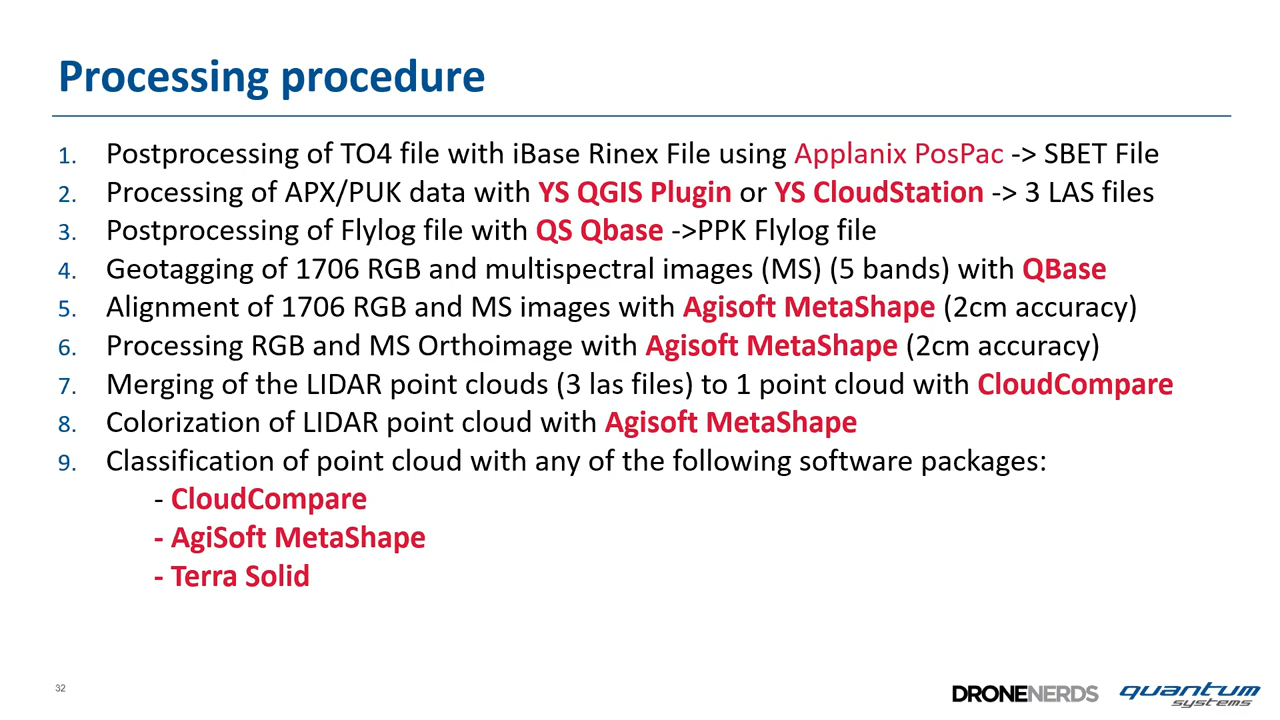 Processing procedure
1. Postprocessing of TO4 file with iBase Rinex File using Applanix PosPac -> SBET File
2. Processing of APX/PUK data with YS QGIS Plugin or YS CloudStation -> 3 LAS files
3. Postprocessing of Flylog file with QS Qbase ->PPK Flylog file
4. Geotagging of 1706 RGB and multispectral images (MS) (5 bands) with QBase
5. Alignment of 1706 RGB and MS images with Agisoft MetaShape (2cm accuracy)
6. Processing RGB and MS Orthoimage with Agisoft MetaShape (2cm accuracy)
7. Merging of the LIDAR point clouds (3 las files) to 1 point cloud with CloudCompare
8. Colorization of LIDAR point cloud with Agisoft MetaShape
9. Classification of point cloud with any of the following software packages:
- CloudCompare
- AgiSoft MetaShape
- Terra Solid
32
DRONENERDS
quantum
systems